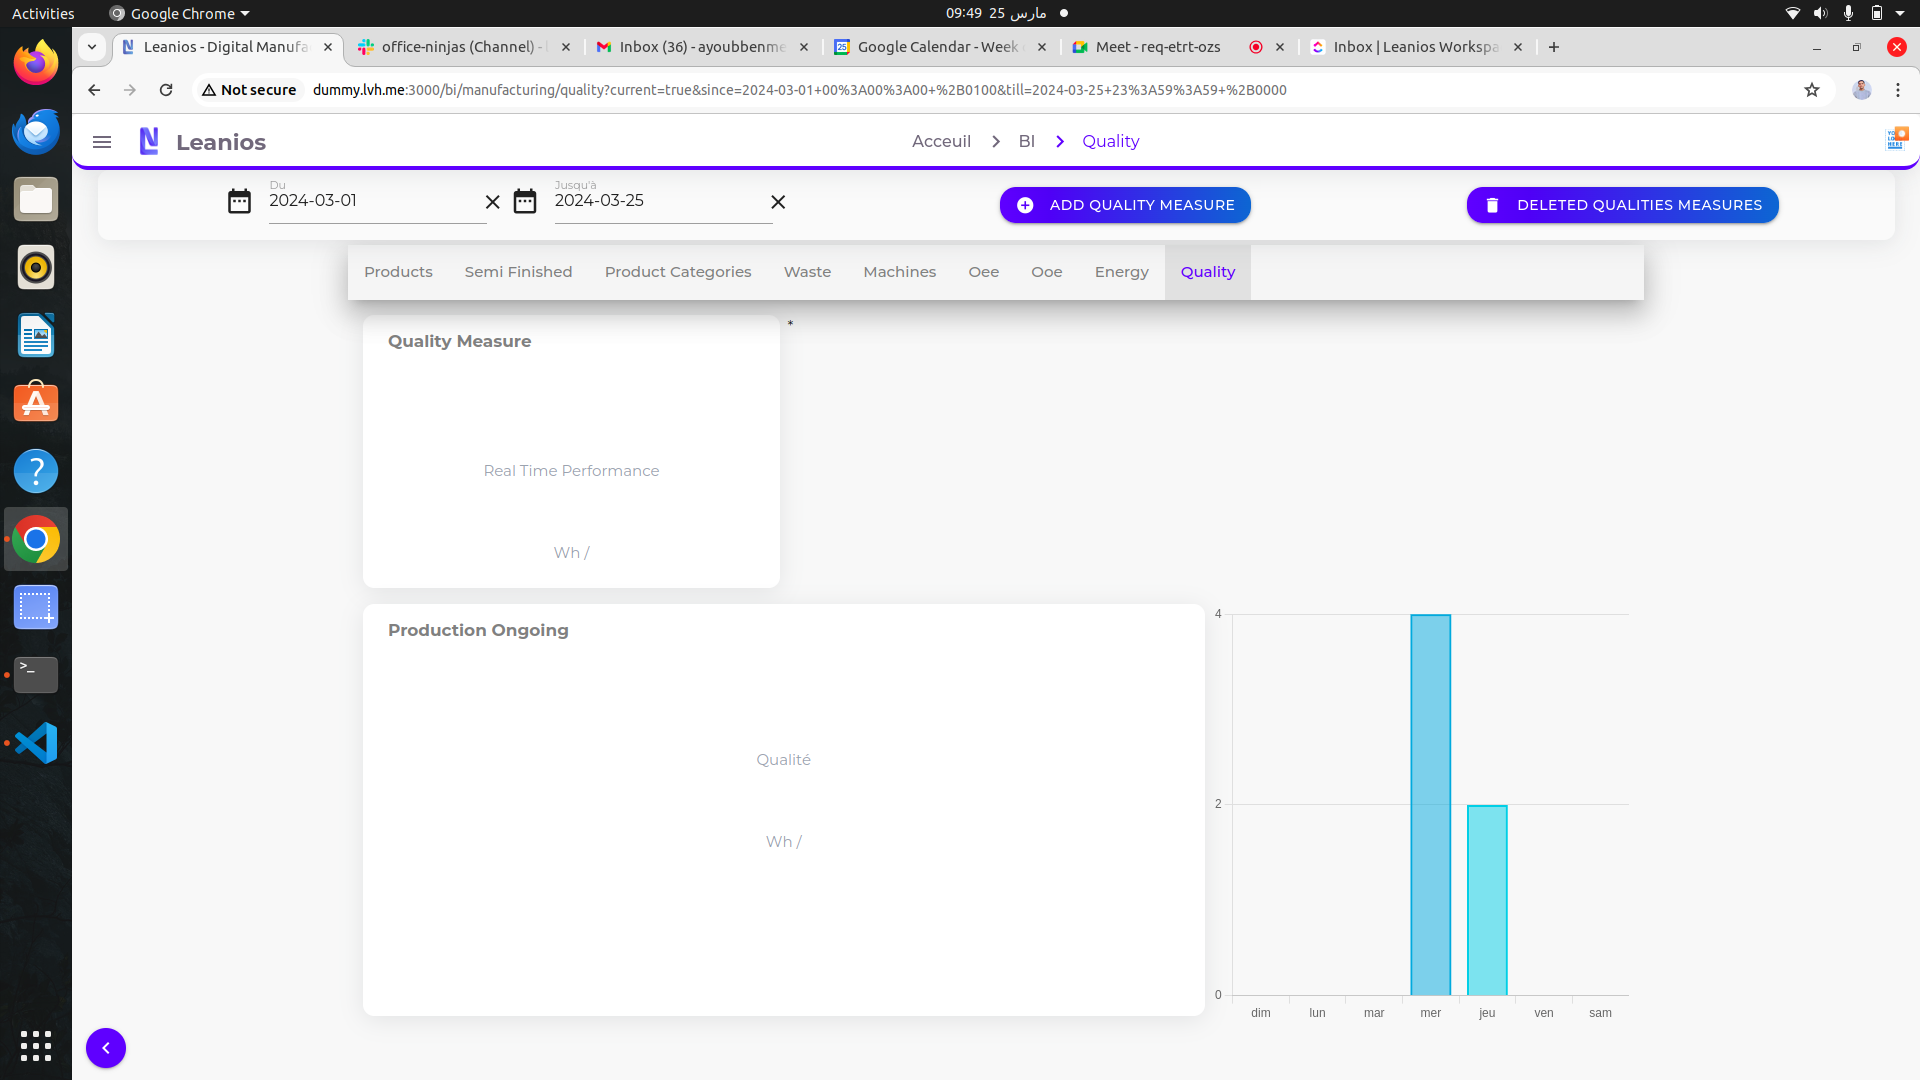 Activities
Google Chrome
09:49 25 مارس
Leanios - Digital Manufa
office-ninjas (Channel) -
Inbox (36) - ayoubbenme
Google Calendar - Week
Meet - req-etrt-ozs
Inbox | Leanios Workspa
Not secure
dummy.lvh.me:3000/bi/manufacturing/quality?current=true&since=2024-03-01+00%3A00%3A00+%2B0100&till=2024-03-25+23%3A59%3A59+%2B0000
Leanios
Acceuil
BI
Quality
Du
2024-03-01
Jusqu'à
2024-03-25
ADD QUALITY MEASURE
DELETED QUALITIES MEASURES
Products
Semi Finished
Product Categories
Waste
Machines
Oee
Ooe
Energy
Quality
Quality Measure
*
Real Time Performance
Wh /
Production Ongoing
Qualité
Wh /
4
2
0
dim
lun
mar
mer
jeu
ven
sam